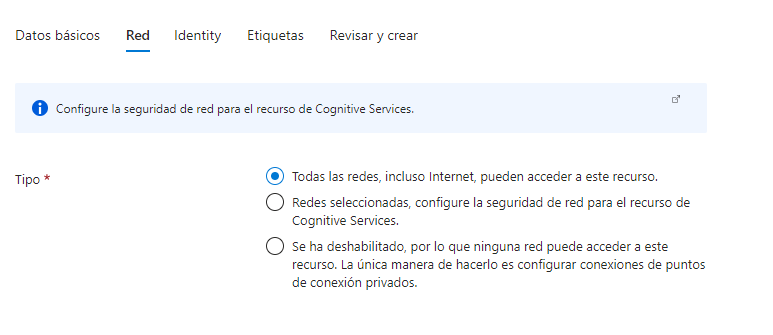 Datos básicos Red Identity Etiquetas Revisar y crear
Configure la seguridad de red para el recurso de Cognitive Services.
Tipo *
Todas las redes, incluso Internet, pueden acceder a este recurso.
Redes seleccionadas, configure la seguridad de red para el recurso de
Cognitive Services.
Se ha deshabilitado, por lo que ninguna red puede acceder a este
recurso. La única manera de hacerlo es configurar conexiones de puntos
de conexión privados.